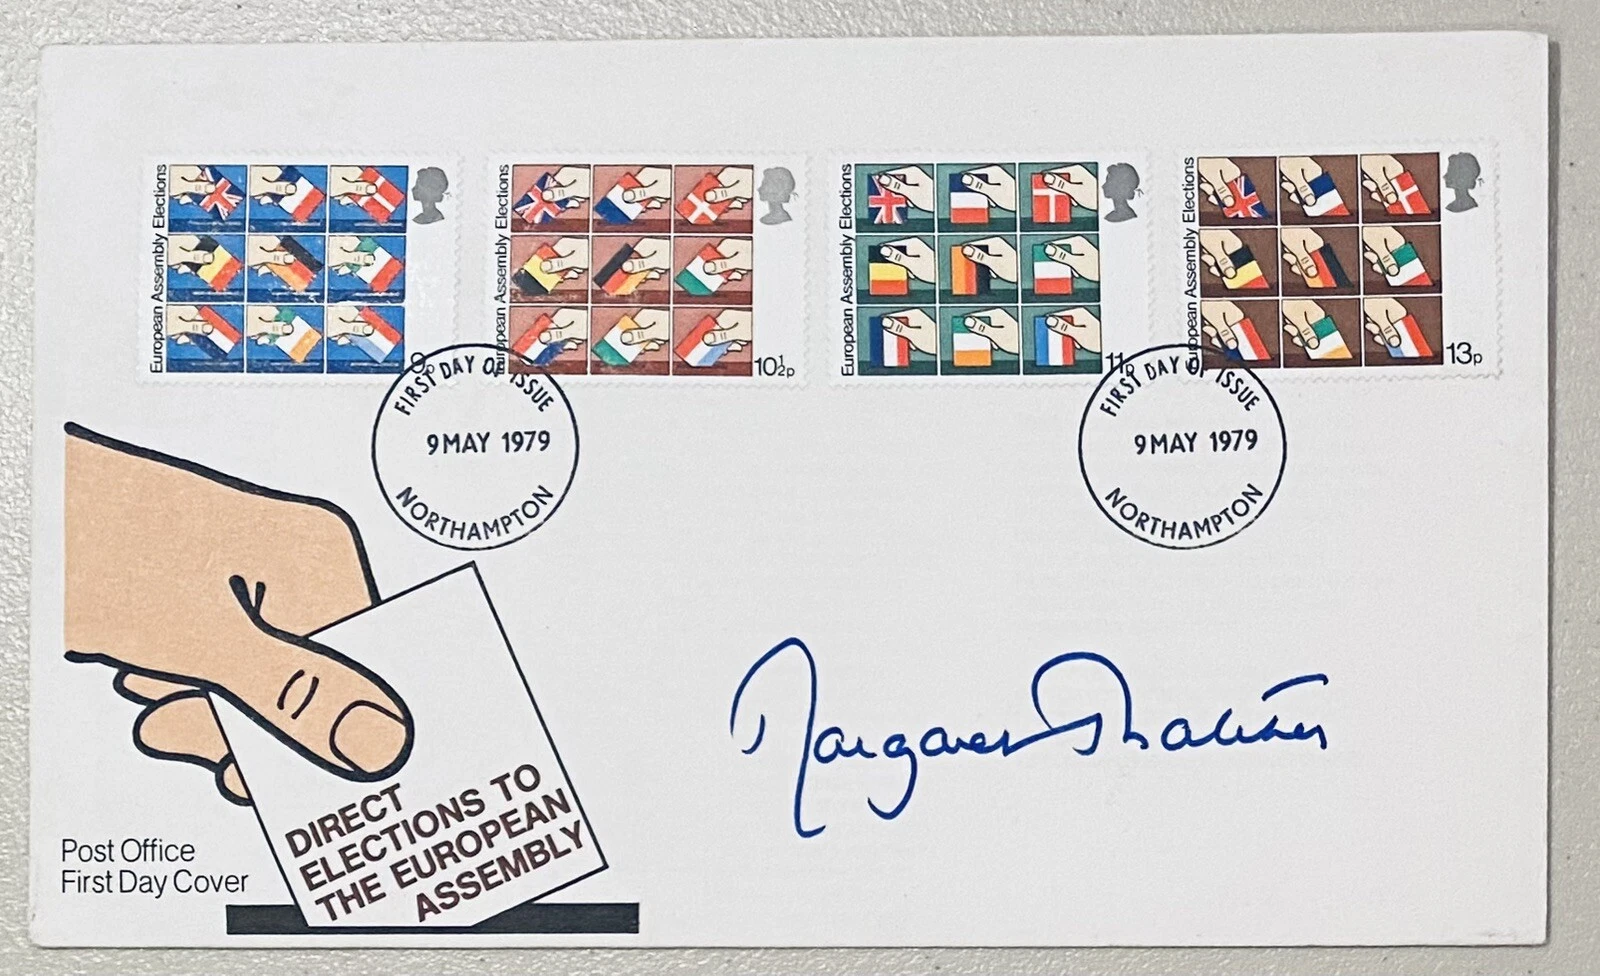 European Assembly Elections
9p
European Assembly Elections
10½p
European Assembly Elections
11p
European Assembly Elections
13p
FIRST DAY OF ISSUE
9 MAY 1979
NORTHAMPTON
FIRST DAY OF ISSUE
9 MAY 1979
NORTHAMPTON
DIRECT
ELECTIONS TO
THE EUROPEAN
ASSEMBLY
Margaret Thatcher
Post Office
First Day Cover